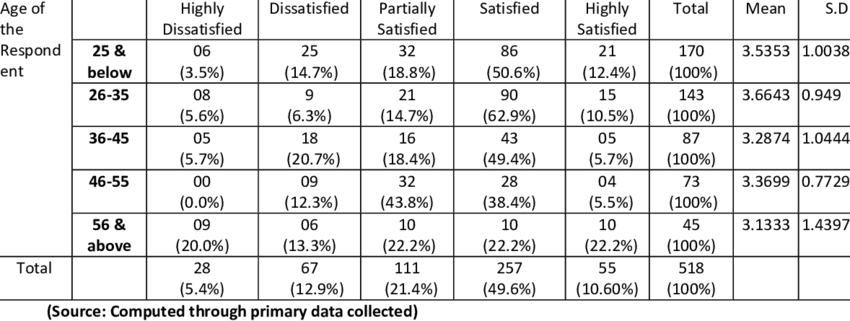 Age of the Respond ent Highly Dissatisfied Dissatisfied Partially Satisfied Satisfied Highly Satisfied Total Mean S.D
25 & below 06 (3.5%) 25 (14.7%) 32 (18.8%) 86 (50.6%) 21 (12.4%) 170 (100%) 3.5353 1.0038
26-35 08 (5.6%) 9 (6.3%) 21 (14.7%) 90 (62.9%) 15 (10.5%) 143 (100%) 3.6643 0.949
36-45 05 (5.7%) 18 (20.7%) 16 (18.4%) 43 (49.4%) 05 (5.7%) 87 (100%) 3.2874 1.0444
46-55 00 (0.0%) 09 (12.3%) 32 (43.8%) 28 (38.4%) 04 (5.5%) 73 (100%) 3.3699 0.7729
56 & above 09 (20.0%) 06 (13.3%) 10 (22.2%) 10 (22.2%) 10 (22.2%) 45 (100%) 3.1333 1.4397
Total 28 (5.4%) 67 (12.9%) 111 (21.4%) 257 (49.6%) 55 (10.60%) 518 (100%)
(Source: Computed through primary data collected)